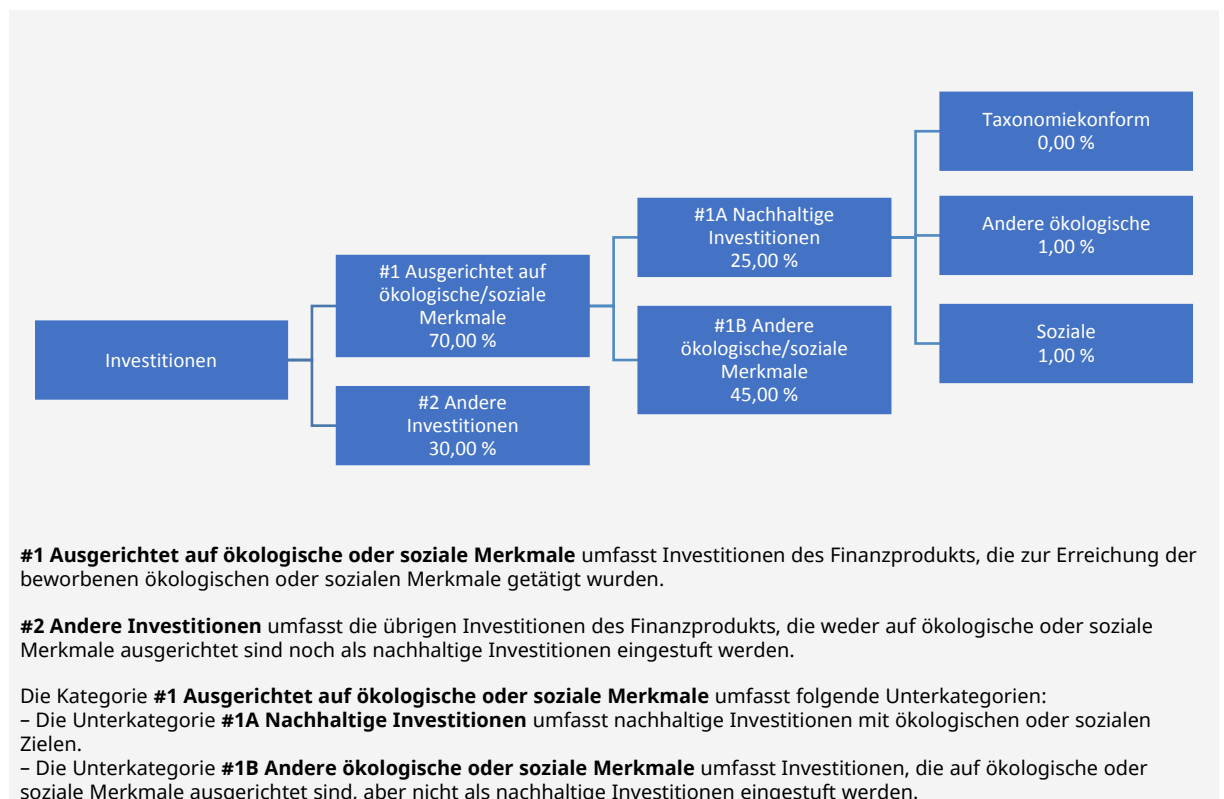 Investitionen
#1 Ausgerichtet auf
ökologische/soziale
Merkmale
70,00 %
#2 Andere
Investitionen
30,00 %
#1A Nachhaltige
Investitionen
25,00 %
#1B Andere
ökologische/soziale
Merkmale
45,00 %
Taxonomiekonform
0,00 %
Andere ökologische
1,00 %
Soziale
1,00 %
#1 Ausgerichtet auf ökologische oder soziale Merkmale umfasst Investitionen des Finanzprodukts, die zur Erreichung der
beworbenen ökologischen oder sozialen Merkmale getätigt wurden.
#2 Andere Investitionen umfasst die übrigen Investitionen des Finanzprodukts, die weder auf ökologische oder soziale
Merkmale ausgerichtet sind noch als nachhaltige Investitionen eingestuft werden.
Die Kategorie #1 Ausgerichtet auf ökologische oder soziale Merkmale umfasst folgende Unterkategorien:
– Die Unterkategorie #1A Nachhaltige Investitionen umfasst nachhaltige Investitionen mit ökologischen oder sozialen
Zielen.
– Die Unterkategorie #1B Andere ökologische oder soziale Merkmale umfasst Investitionen, die auf ökologische oder
soziale Merkmale ausgerichtet sind, aber nicht als nachhaltige Investitionen eingestuft werden.